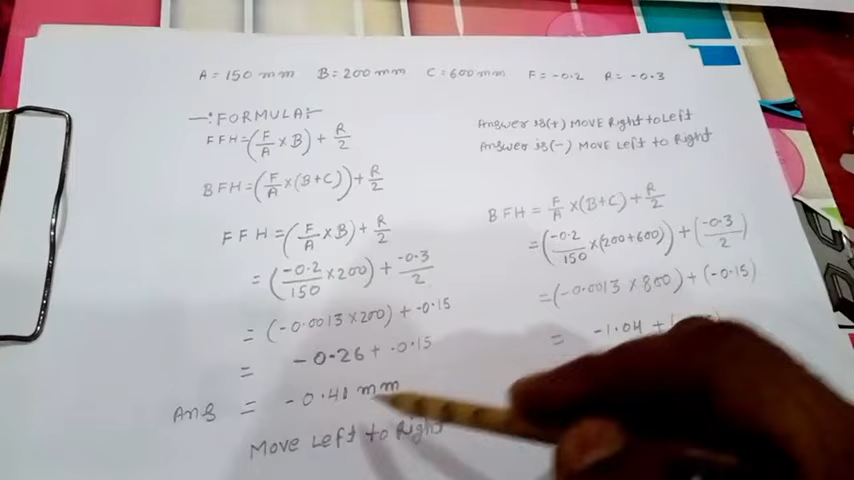 A = 150 mm B = 200 mm C = 600 mm F = -0.2 R = -0.3
-: FORMULA :-
FFH = (F/A × B) + R/2
BFH = (F/A × (B+C)) + R/2
FFH = (F/A × B) + R/2
= (-0.2/150 × 200) + -0.3/2
= (-0.0013 × 200) + -0.15
= -0.26 + -0.15
Ans = -0.41 mm
Move Left to Right
Answer is (+) MOVE Right to Left
Answer is (-) MOVE Left to Right
BFH = F/A × (B+C) + R/2
= (-0.2/150 × (200+600)) + (-0.3/2)
= (-0.0013 × 800) + (-0.15)
= -1.04 + (